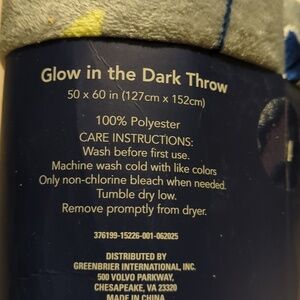 Glow in the Dark Throw
50 x 60 in (127cm x 152cm)
100% Polyester
CARE INSTRUCTIONS:
Wash before first use.
Machine wash cold with like colors
Only non-chlorine bleach when needed.
Tumble dry low.
Remove promptly from dryer.
376199-15226-001-062025
DISTRIBUTED BY
GREENBRIER INTERNATIONAL, INC.
500 VOLVO PARKWAY,
CHESAPEAKE, VA 23320
MADE IN CHINA